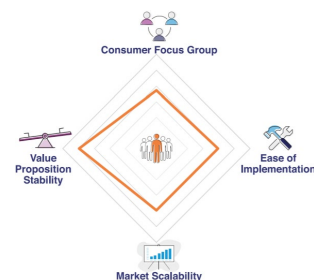 Consumer Focus Group
Value
Proposition
Stability
Ease of
Implementation
Market Scalability